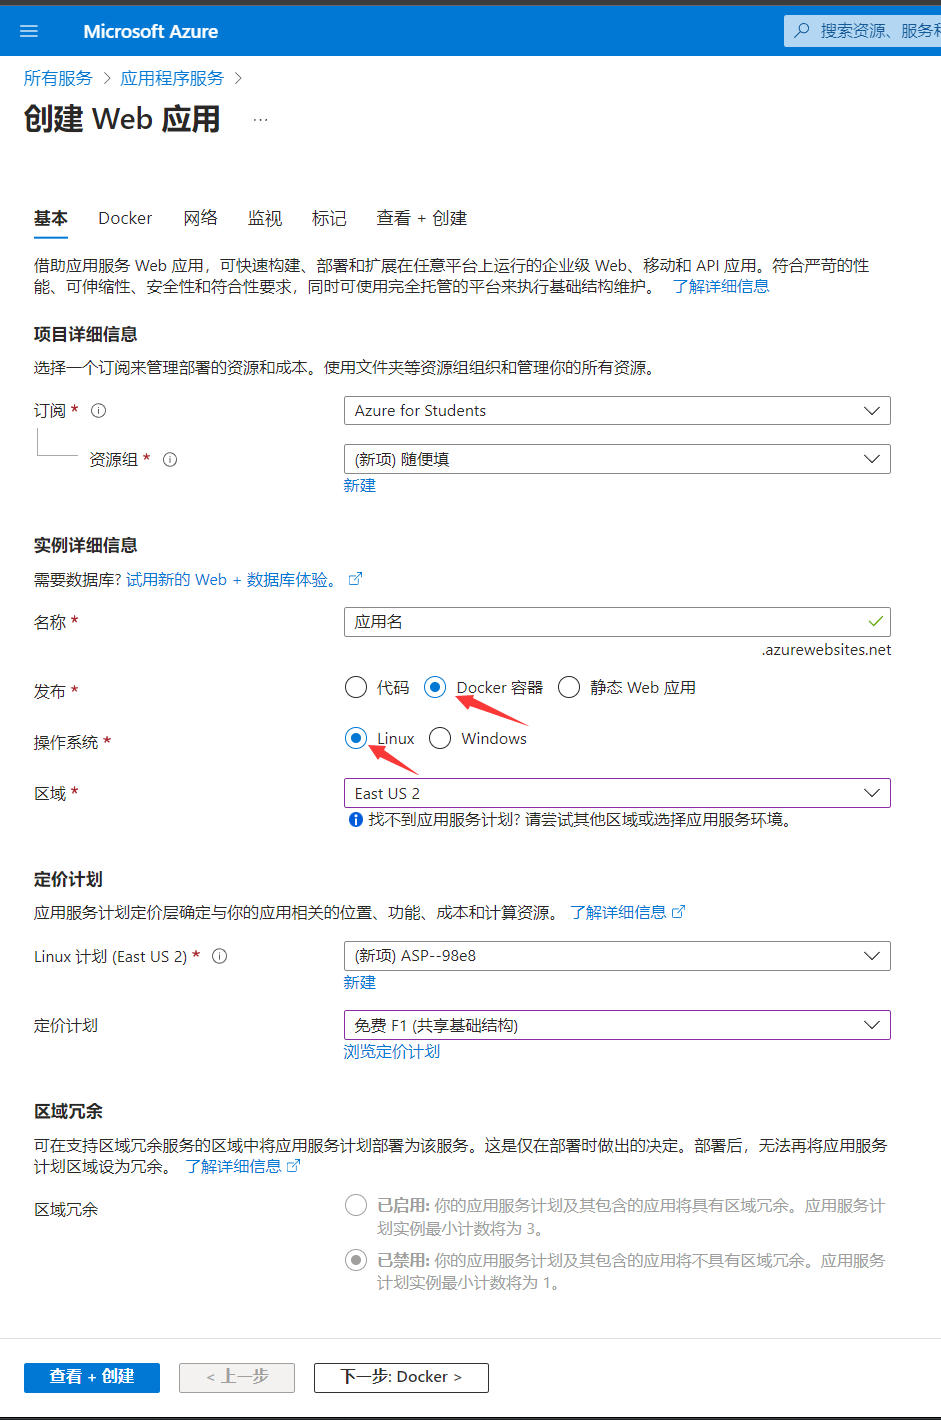 Microsoft Azure
搜索资源、服务和
所有服务 > 应用程序服务 >
创建 Web 应用 ...
基本 Docker 网络 监视 标记 查看 + 创建
借助应用服务 Web 应用，可快速构建、部署和扩展在任意平台上运行的企业级 Web、移动和 API 应用。符合严苛的性
能、可伸缩性、安全性和符合性要求，同时可使用完全托管的平台来执行基础结构维护。 了解详细信息
项目详细信息
选择一个订阅来管理部署的资源和成本。使用文件夹等资源组组织和管理你的所有资源。
订阅 * Azure for Students
资源组 * (新项) 随便填
新建
实例详细信息
需要数据库? 试用新的 Web + 数据库体验。
名称 * 应用名
.azurewebsites.net
发布 * 代码 Docker 容器 静态 Web 应用
操作系统 * Linux Windows
区域 * East US 2
找不到应用服务计划? 请尝试其他区域或选择应用服务环境。
定价计划
应用服务计划定价层确定与你的应用相关的位置、功能、成本和计算资源。 了解详细信息
Linux 计划 (East US 2) * (新项) ASP--98e8
新建
定价计划 免费 F1 (共享基础结构)
浏览定价计划
区域冗余
可在支持区域冗余服务的区域中将应用服务计划部署为该服务。这是仅在部署时做出的决定。部署后，无法再将应用服务
计划区域设为冗余。 了解详细信息
区域冗余 已启用: 你的应用服务计划及其包含的应用将具有区域冗余。应用服务计
划实例最小计数将为 3。
已禁用: 你的应用服务计划及其包含的应用将不具有区域冗余。应用服务
计划实例最小计数将为 1。
查看 + 创建 < 上一步 下一步: Docker >